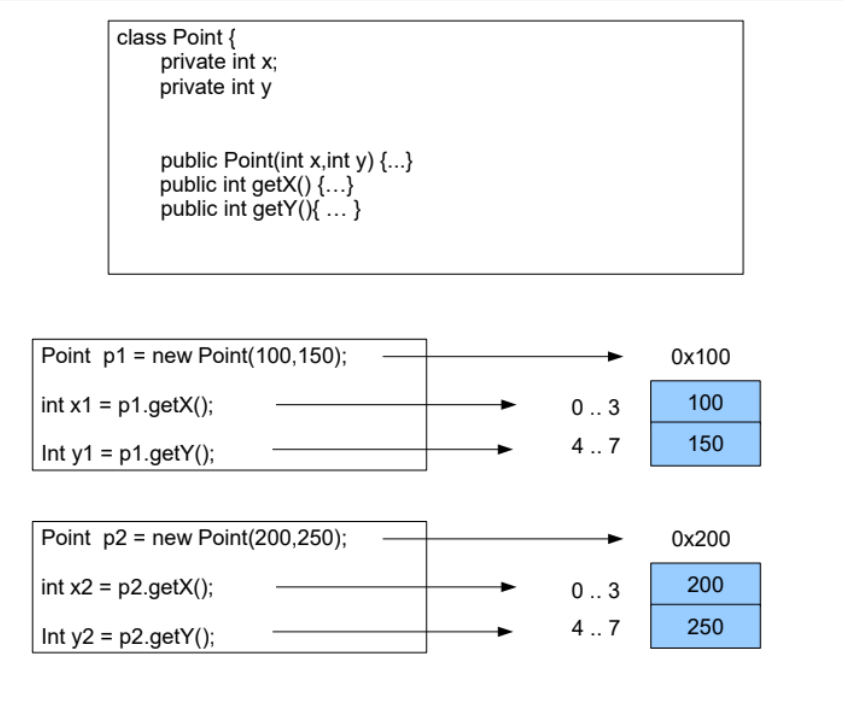 class Point {
private int x;
private int y
public Point(int x,int y) {...}
public int getX() {...}
public int getY(){ ... }
Point  p1 = new Point(100,150);
0x100
int x1 = p1.getX();
0 .. 3
100
Int y1 = p1.getY();
4 .. 7
150
Point  p2 = new Point(200,250);
0x200
int x2 = p2.getX();
0 .. 3
200
Int y2 = p2.getY();
4 .. 7
250